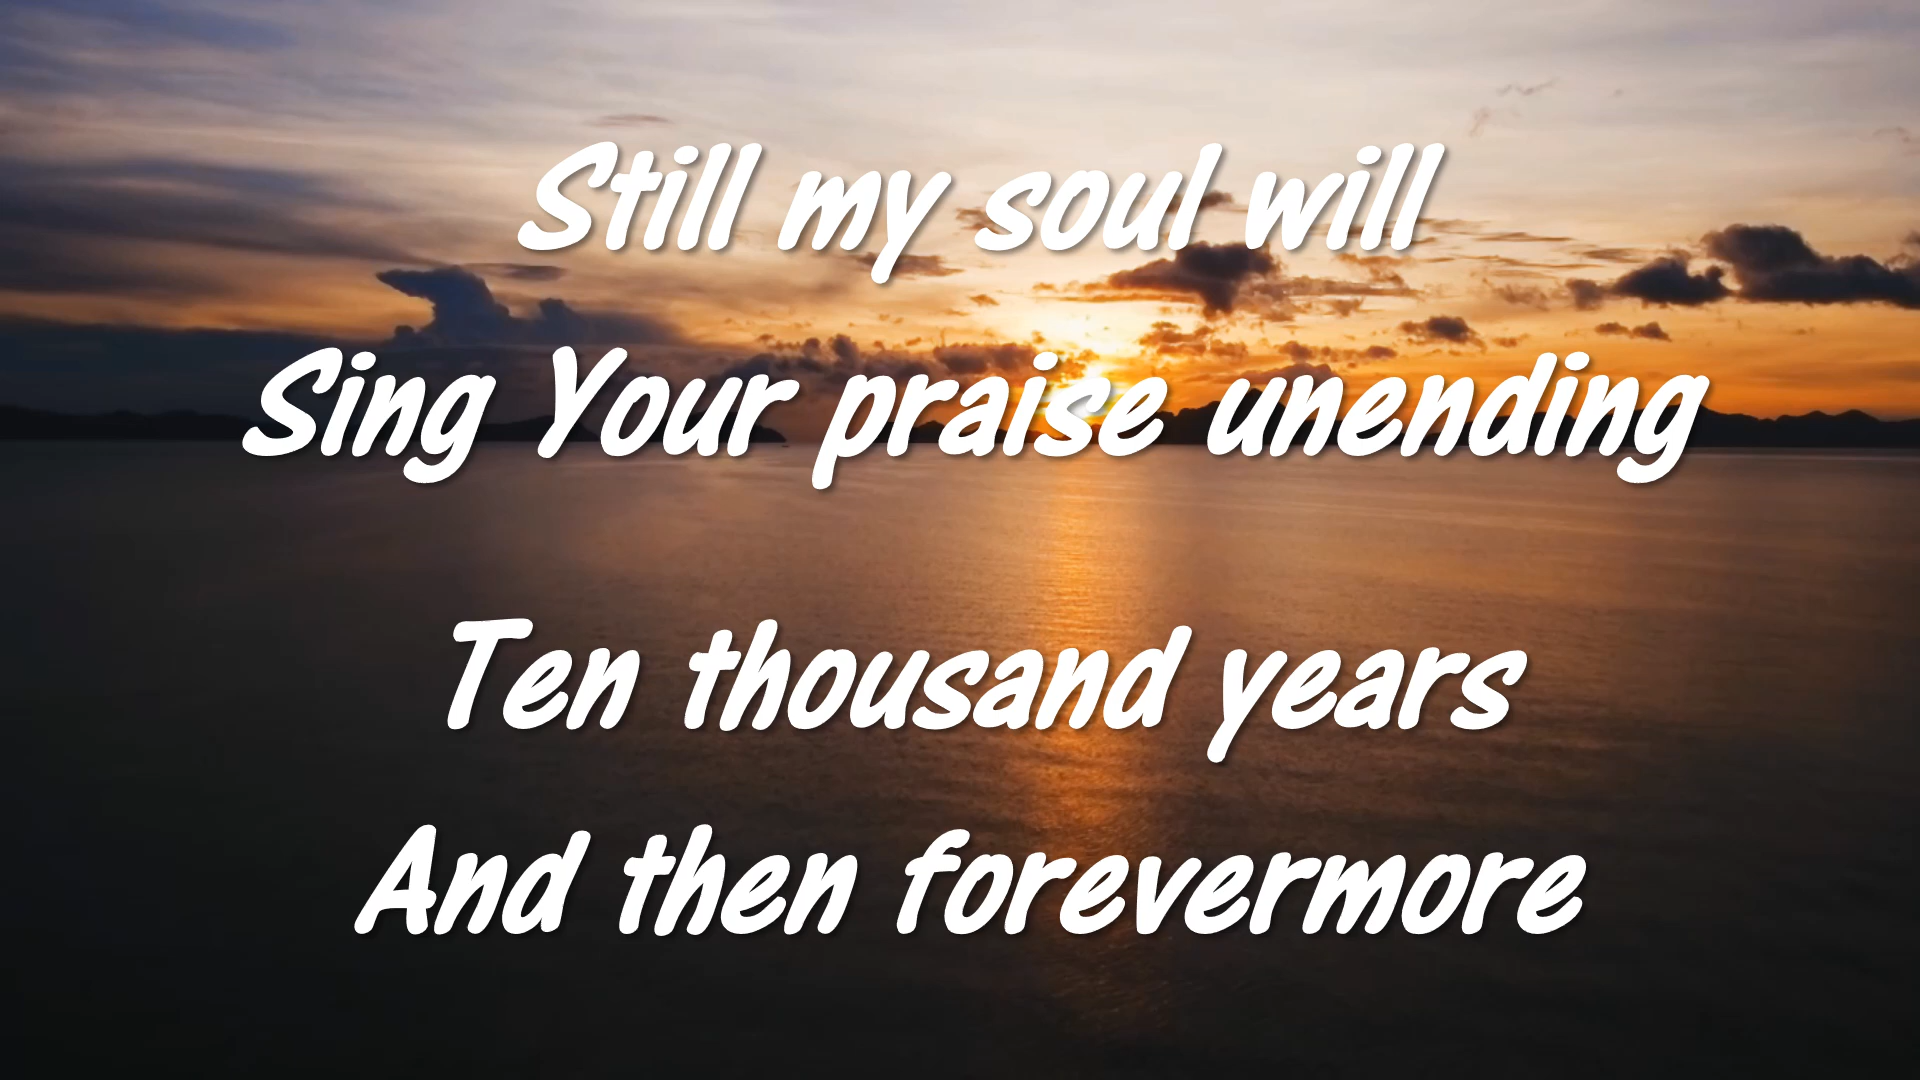 Still my soul will
Sing Your praise unending
Ten thousand years
And then forevermore